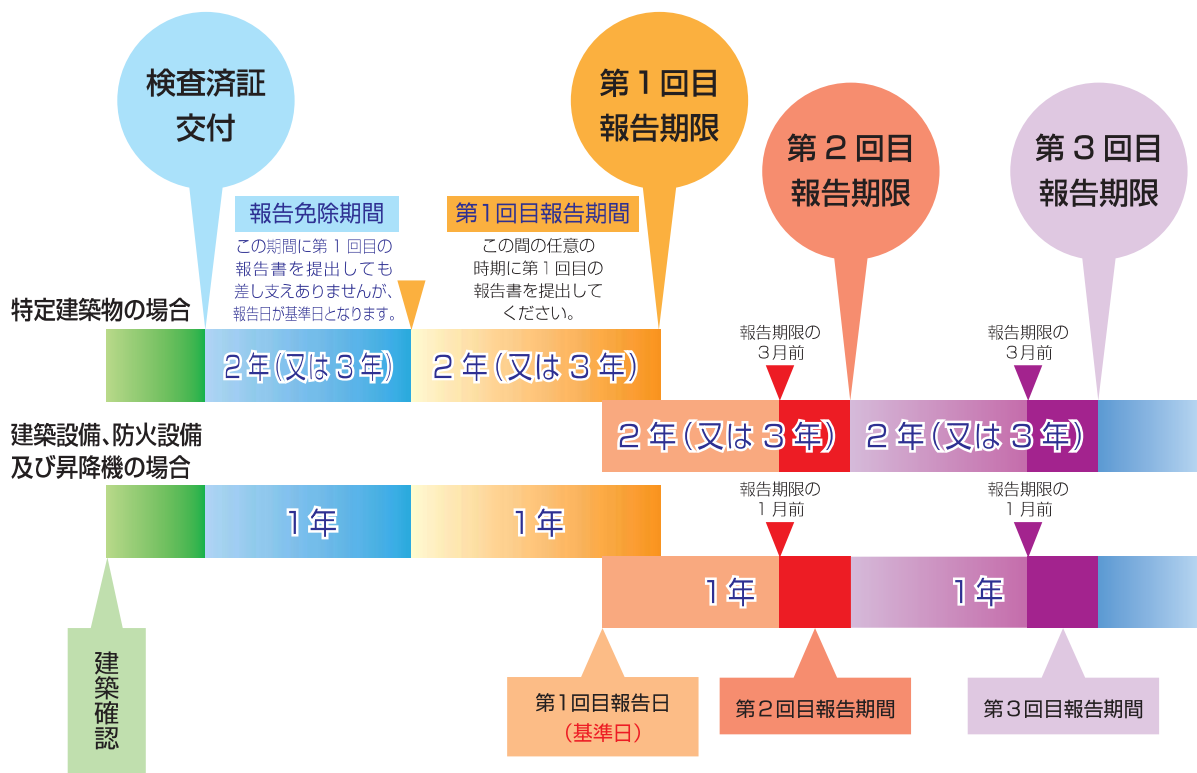 検査済証
交付
第1回目
報告期限
第2回目
報告期限
第3回目
報告期限
報告免除期間
この期間に第1回目の
報告書を提出しても
差し支えありませんが、
報告日が基準日となります。
第1回目報告期間
この間の任意の
時期に第1回目の
報告書を提出して
ください。
特定建築物の場合
2年(又は3年)
2年(又は3年)
報告期限の
3月前
報告期限の
3月前
2年(又は3年)
2年(又は3年)
建築設備、防火設備
及び昇降機の場合
1年
1年
報告期限の
1月前
報告期限の
1月前
1年
1年
建築確認
第1回目報告日
(基準日)
第2回目報告期間
第3回目報告期間